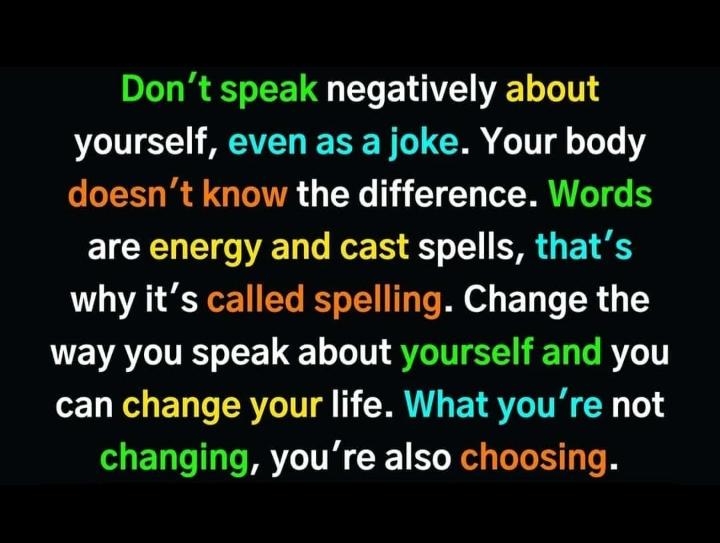 Don't speak negatively about
yourself, even as a joke. Your body
doesn't know the difference. Words
are energy and cast spells, that's
why it's called spelling. Change the
way you speak about yourself and you
can change your life. What you're not
changing, you're also choosing.